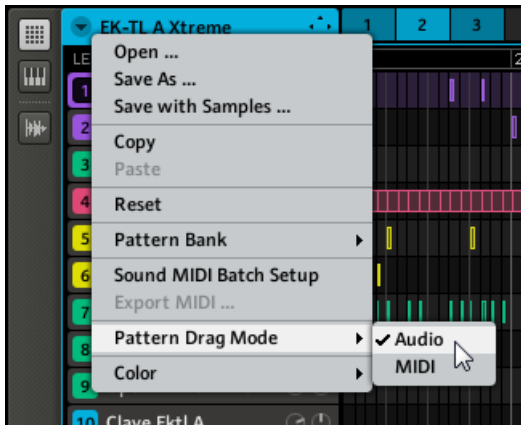 EK-TL A Xtreme
1 2 3
Open ...
Save As ...
Save with Samples ...
Copy
Paste
Reset
Pattern Bank
Sound MIDI Batch Setup
Export MIDI ...
Pattern Drag Mode
Audio
MIDI
Color
LE
2
1
2
3
4
5
6
7
8
9
10 Clave Fktl A